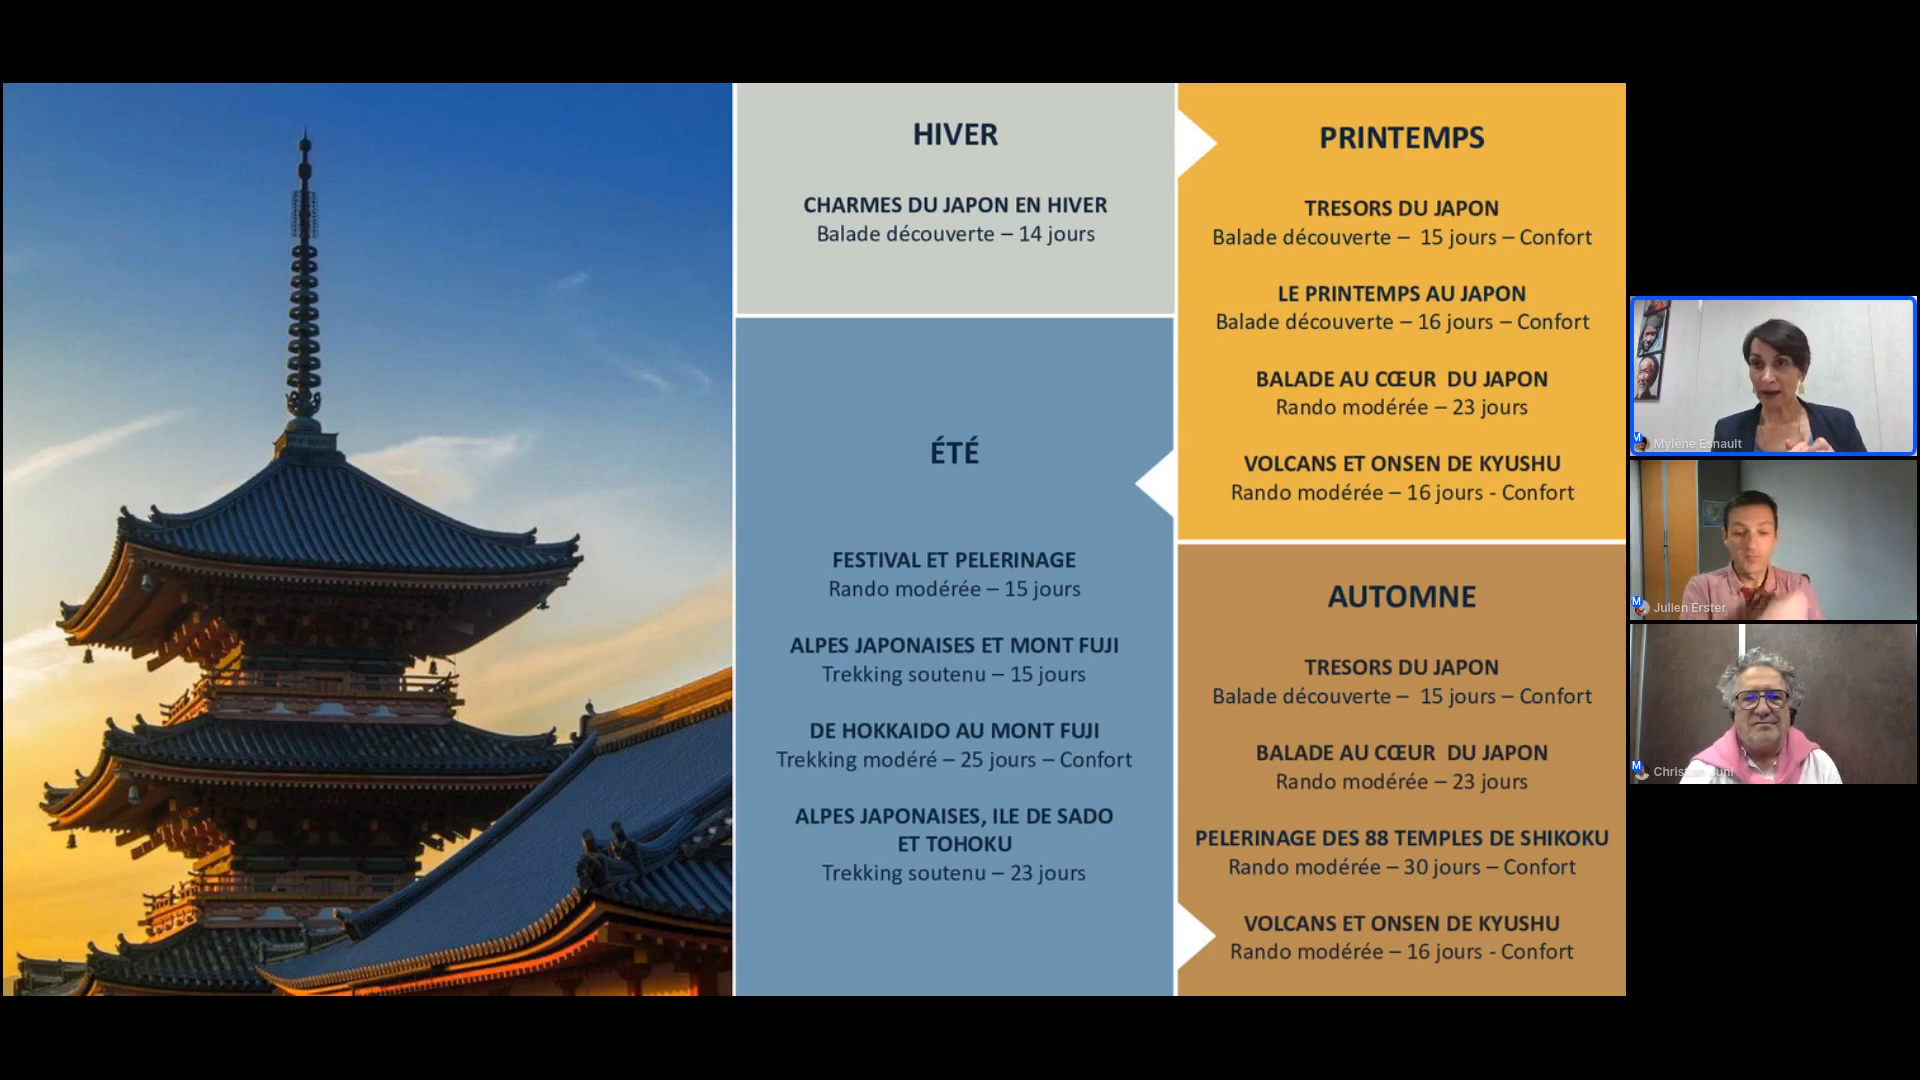 HIVER
CHARMES DU JAPON EN HIVER
Balade découverte – 14 jours
PRINTEMPS
TRESORS DU JAPON
Balade découverte – 15 jours – Confort
LE PRINTEMPS AU JAPON
Balade découverte – 16 jours – Confort
BALADE AU CŒUR DU JAPON
Rando modérée – 23 jours
VOLCANS ET ONSEN DE KYUSHU
Rando modérée – 16 jours - Confort
ÉTÉ
FESTIVAL ET PELERINAGE
Rando modérée – 15 jours
ALPES JAPONAISES ET MONT FUJI
Trekking soutenu – 15 jours
DE HOKKAIDO AU MONT FUJI
Trekking modéré – 25 jours – Confort
ALPES JAPONAISES, ILE DE SADO
ET TOHOKU
Trekking soutenu – 23 jours
AUTOMNE
TRESORS DU JAPON
Balade découverte – 15 jours – Confort
BALADE AU CŒUR DU JAPON
Rando modérée – 23 jours
PELERINAGE DES 88 TEMPLES DE SHIKOKU
Rando modérée – 30 jours – Confort
VOLCANS ET ONSEN DE KYUSHU
Rando modérée – 16 jours - Confort
M Mylène Esnault
M Julien Erster
M